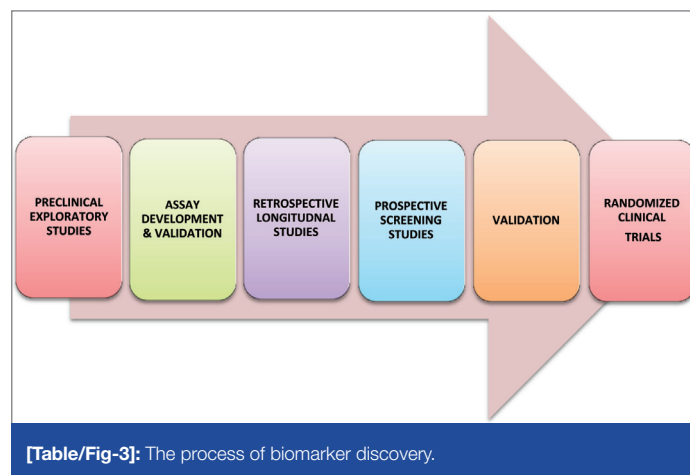 PRECLINICAL
EXPLORATORY
STUDIES
ASSAY
DEVELOPMENT
& VALIDATION
RETROSPECTIVE
LONGITUDNAL
STUDIES
PROSPECTIVE
SCREENING
STUDIES
VALIDATION
RANDOMIZED
CLINICAL
TRIALS
[Table/Fig-3]: The process of biomarker discovery.